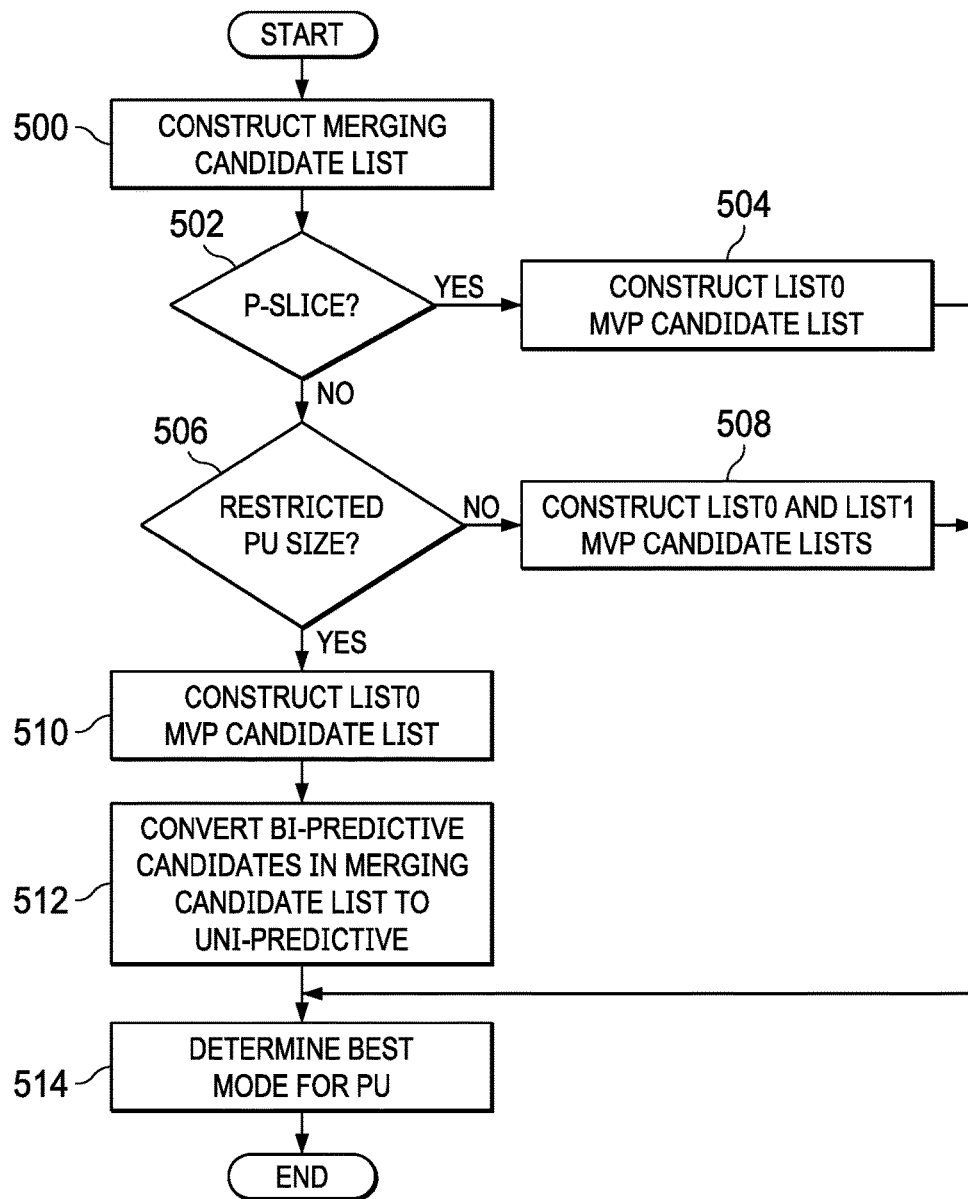 START
500
CONSTRUCT MERGING
CANDIDATE LIST
502
P-SLICE?
YES
504
CONSTRUCT LIST0
MVP CANDIDATE LIST
NO
506
RESTRICTED
PU SIZE?
NO
508
CONSTRUCT LIST0 AND LIST1
MVP CANDIDATE LISTS
YES
510
CONSTRUCT LIST0
MVP CANDIDATE LIST
512
CONVERT BI-PREDICTIVE
CANDIDATES IN MERGING
CANDIDATE LIST TO
UNI-PREDICTIVE
514
DETERMINE BEST
MODE FOR PU
END